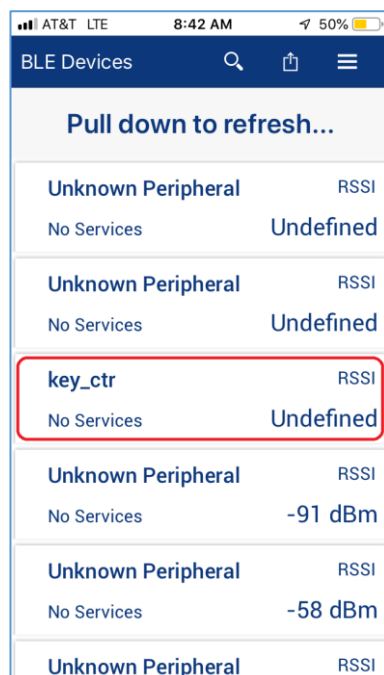 AT&T LTE 8:42 AM 50%
BLE Devices
Pull down to refresh...
Unknown Peripheral RSSI
No Services Undefined
Unknown Peripheral RSSI
No Services Undefined
key_ctr RSSI
No Services Undefined
Unknown Peripheral RSSI
No Services -91 dBm
Unknown Peripheral RSSI
No Services -58 dBm
Unknown Peripheral RSSI